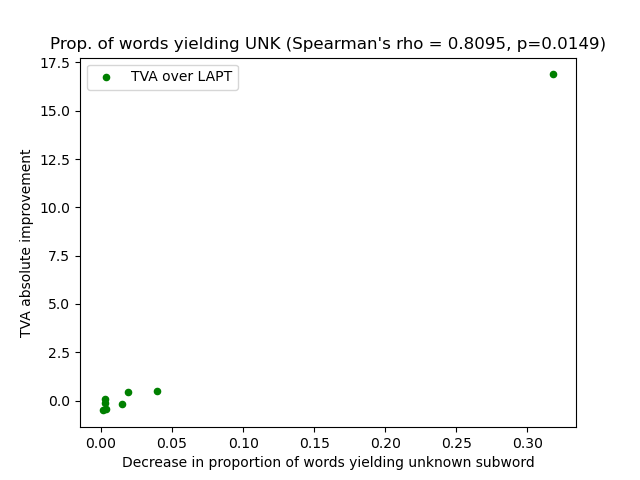 Prop. of words yielding UNK (Spearman's rho = 0.8095, p=0.0149)
TVA over LAPT
17.5
15.0
12.5
10.0
7.5
5.0
2.5
0.0
TVA absolute improvement
0.00 0.05 0.10 0.15 0.20 0.25 0.30
Decrease in proportion of words yielding unknown subword